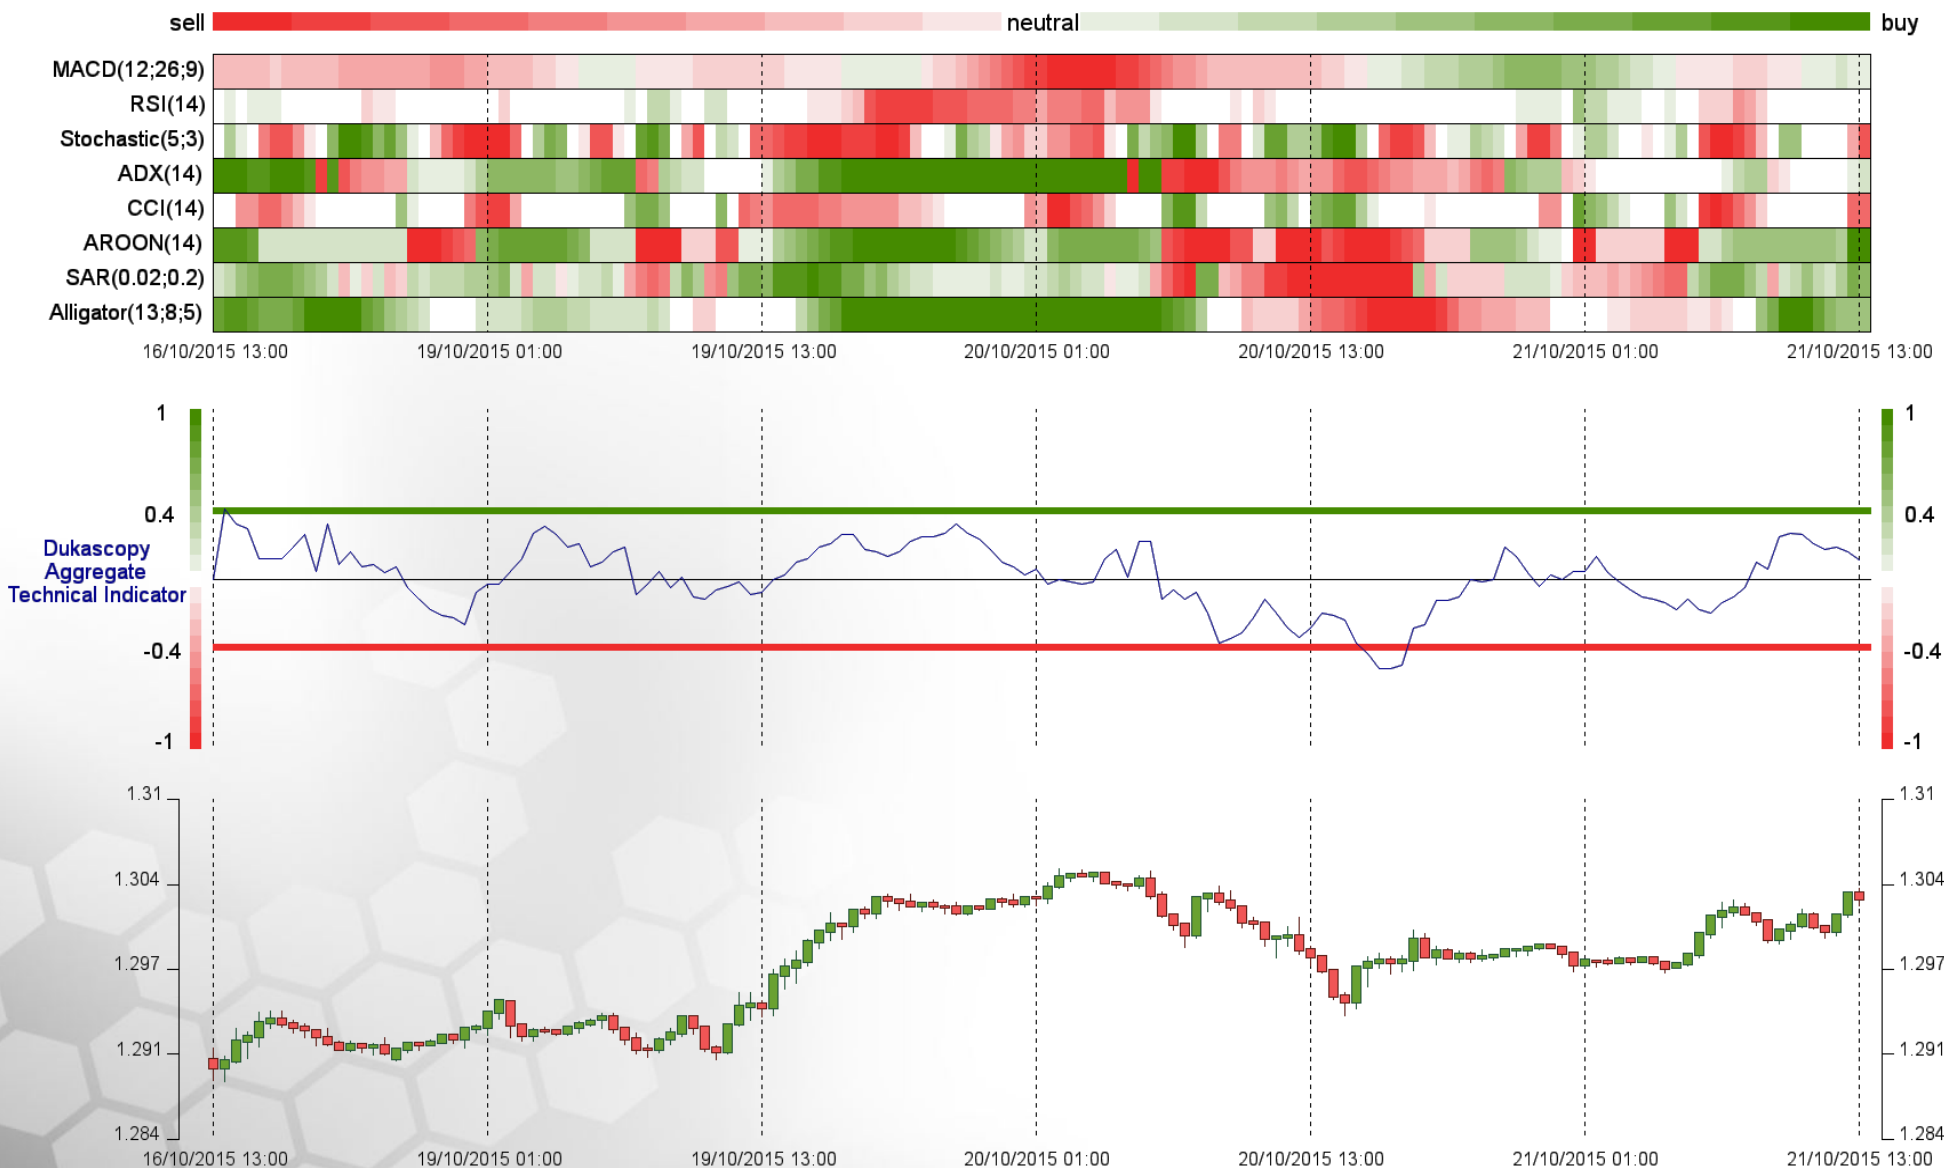 sell neutral buy
MACD(12;26;9)
RSI(14)
Stochastic(5;3)
ADX(14)
CCI(14)
AROON(14)
SAR(0.02;0.2)
Alligator(13;8;5)
16/10/2015 13:00 19/10/2015 01:00 19/10/2015 13:00 20/10/2015 01:00 20/10/2015 13:00 21/10/2015 01:00 21/10/2015 13:00
1 1
0.4 0.4
Dukascopy
Aggregate
Technical Indicator
-0.4 -0.4
-1 -1
1.31 1.31
1.304 1.304
1.297 1.297
1.291 1.291
1.284 1.284
16/10/2015 13:00 19/10/2015 01:00 19/10/2015 13:00 20/10/2015 01:00 20/10/2015 13:00 21/10/2015 01:00 21/10/2015 13:00